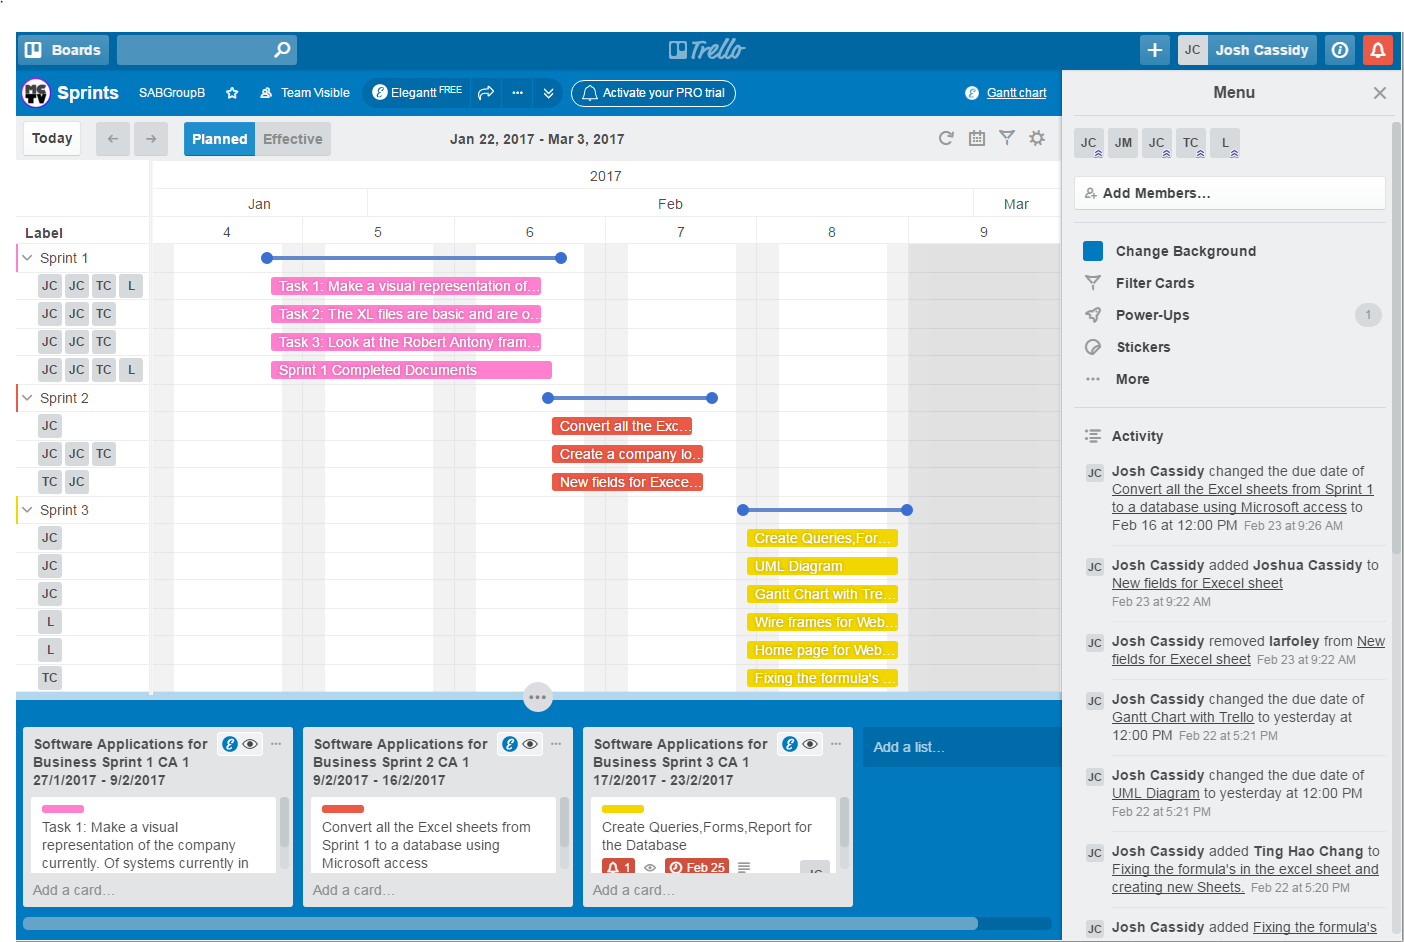 Boards
Trello
JC Josh Cassidy
MGTV Sprints SABGroupB Team Visible Elegantt FREE Activate your PRO trial Gantt chart
Today
Planned Effective
Jan 22, 2017 - Mar 3, 2017
2017
Jan Feb Mar
Label 4 5 6 7 8 9
Sprint 1
JC JC TC L Task 1: Make a visual representation of...
JC JC TC Task 2: The XL files are basic and are o...
JC JC TC Task 3: Look at the Robert Antony fram...
JC JC TC L Sprint 1 Completed Documents
Sprint 2
JC Convert all the Exc...
JC JC TC Create a company lo...
TC JC New fields for Execе...
Sprint 3
JC Create Queries,For...
JC UML Diagram
JC Gantt Chart with Tre...
L Wire frames for Web...
L Home page for Web...
TC Fixing the formula's ...
Software Applications for
Business Sprint 1 CA 1
27/1/2017 - 9/2/2017
Task 1: Make a visual
representation of the company
currently. Of systems currently in
Add a card...
Software Applications for
Business Sprint 2 CA 1
9/2/2017 - 16/2/2017
Convert all the Excel sheets from
Sprint 1 to a database using
Microsoft access
Add a card...
Software Applications for
Business Sprint 3 CA 1
17/2/2017 - 23/2/2017
Create Queries,Forms,Report for
the Database
1 Feb 25 JC
Add a card...
Add a list...
Menu
JC JM JC TC L
Add Members...
Change Background
Filter Cards
Power-Ups 1
Stickers
More
Activity
JC Josh Cassidy changed the due date of
Convert all the Excel sheets from Sprint 1
to a database using Microsoft access to
Feb 16 at 12:00 PM Feb 23 at 9:26 AM
JC Josh Cassidy added Joshua Cassidy to
New fields for Execel sheet
Feb 23 at 9:22 AM
JC Josh Cassidy removed larfoley from New
fields for Execel sheet Feb 23 at 9:22 AM
JC Josh Cassidy changed the due date of
Gantt Chart with Trello to yesterday at
12:00 PM Feb 22 at 5:21 PM
JC Josh Cassidy changed the due date of
UML Diagram to yesterday at 12:00 PM
Feb 22 at 5:21 PM
JC Josh Cassidy added Ting Hao Chang to
Fixing the formula's in the excel sheet and
creating new Sheets. Feb 22 at 5:20 PM
JC Josh Cassidy added Fixing the formula's